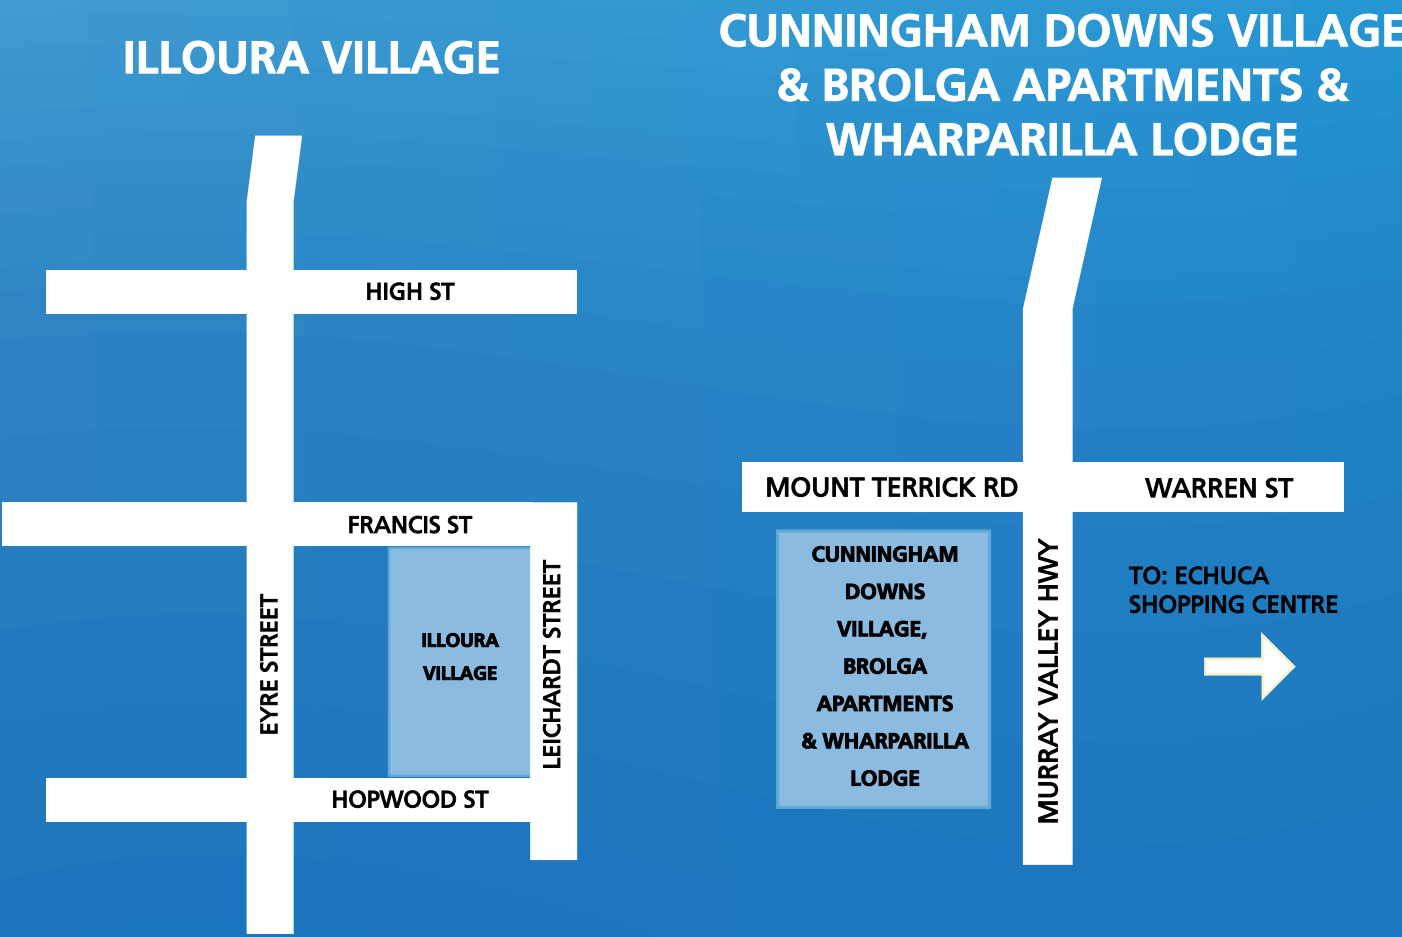 ILLOURA VILLAGE
HIGH ST
FRANCIS ST
EYRE STREET
ILLOURA
VILLAGE
LEICHARDT STREET
HOPWOOD ST
CUNNINGHAM DOWNS VILLAGE
& BROLGA APARTMENTS &
WHARPARILLA LODGE
MOUNT TERRICK RD
WARREN ST
CUNNINGHAM
DOWNS
VILLAGE,
BROLGA
APARTMENTS
& WHARPARILLA
LODGE
MURRAY VALLEY HWY
TO: ECHUCA
SHOPPING CENTRE